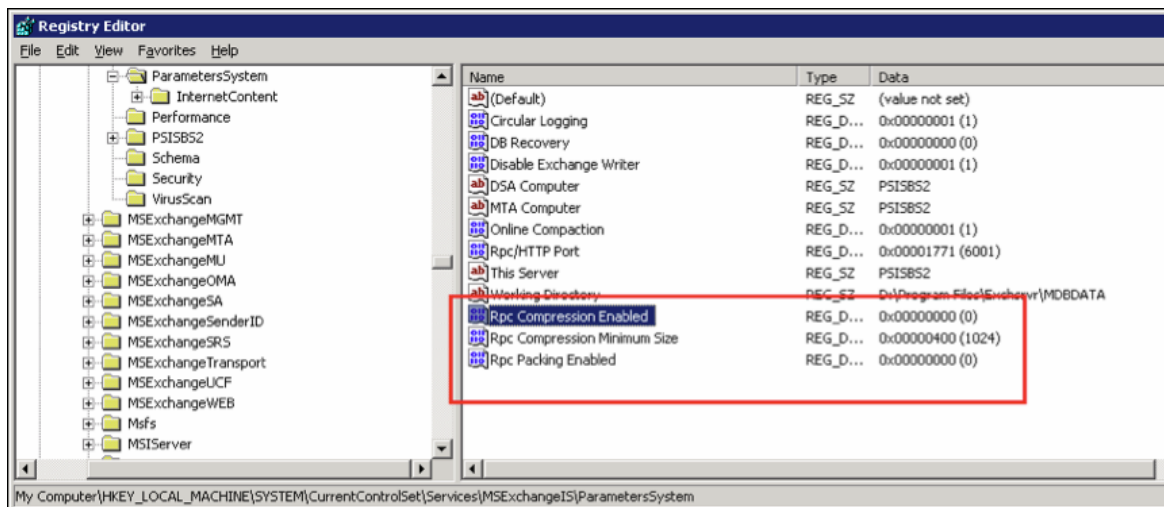 Registry Editor
File Edit View Favorites Help
ParametersSystem
InternetContent
Performance
PSISBS2
Schema
Security
VirusScan
MSExchangeMGMT
MSExchangeMTA
MSExchangeMU
MSExchangeOMA
MSExchangeSA
MSExchangeSenderID
MSExchangeSRS
MSExchangeTransport
MSExchangeUCF
MSExchangeWEB
Msfs
MSIServer
Name Type Data
(Default) REG_SZ (value not set)
Circular Logging REG_D... 0x00000001 (1)
DB Recovery REG_D... 0x00000000 (0)
Disable Exchange Writer REG_D... 0x00000001 (1)
DSA Computer REG_SZ PSISBS2
MTA Computer REG_SZ PSISBS2
Online Compaction REG_D... 0x00000001 (1)
Rpc/HTTP Port REG_D... 0x00001771 (6001)
This Server REG_SZ PSISBS2
Working Directory REG_SZ D:\Program Files\Exchsrvr\MDBDATA
Rpc Compression Enabled REG_D... 0x00000000 (0)
Rpc Compression Minimum Size REG_D... 0x00000400 (1024)
Rpc Packing Enabled REG_D... 0x00000000 (0)
My Computer\HKEY_LOCAL_MACHINE\SYSTEM\CurrentControlSet\Services\MSExchangeIS\ParametersSystem